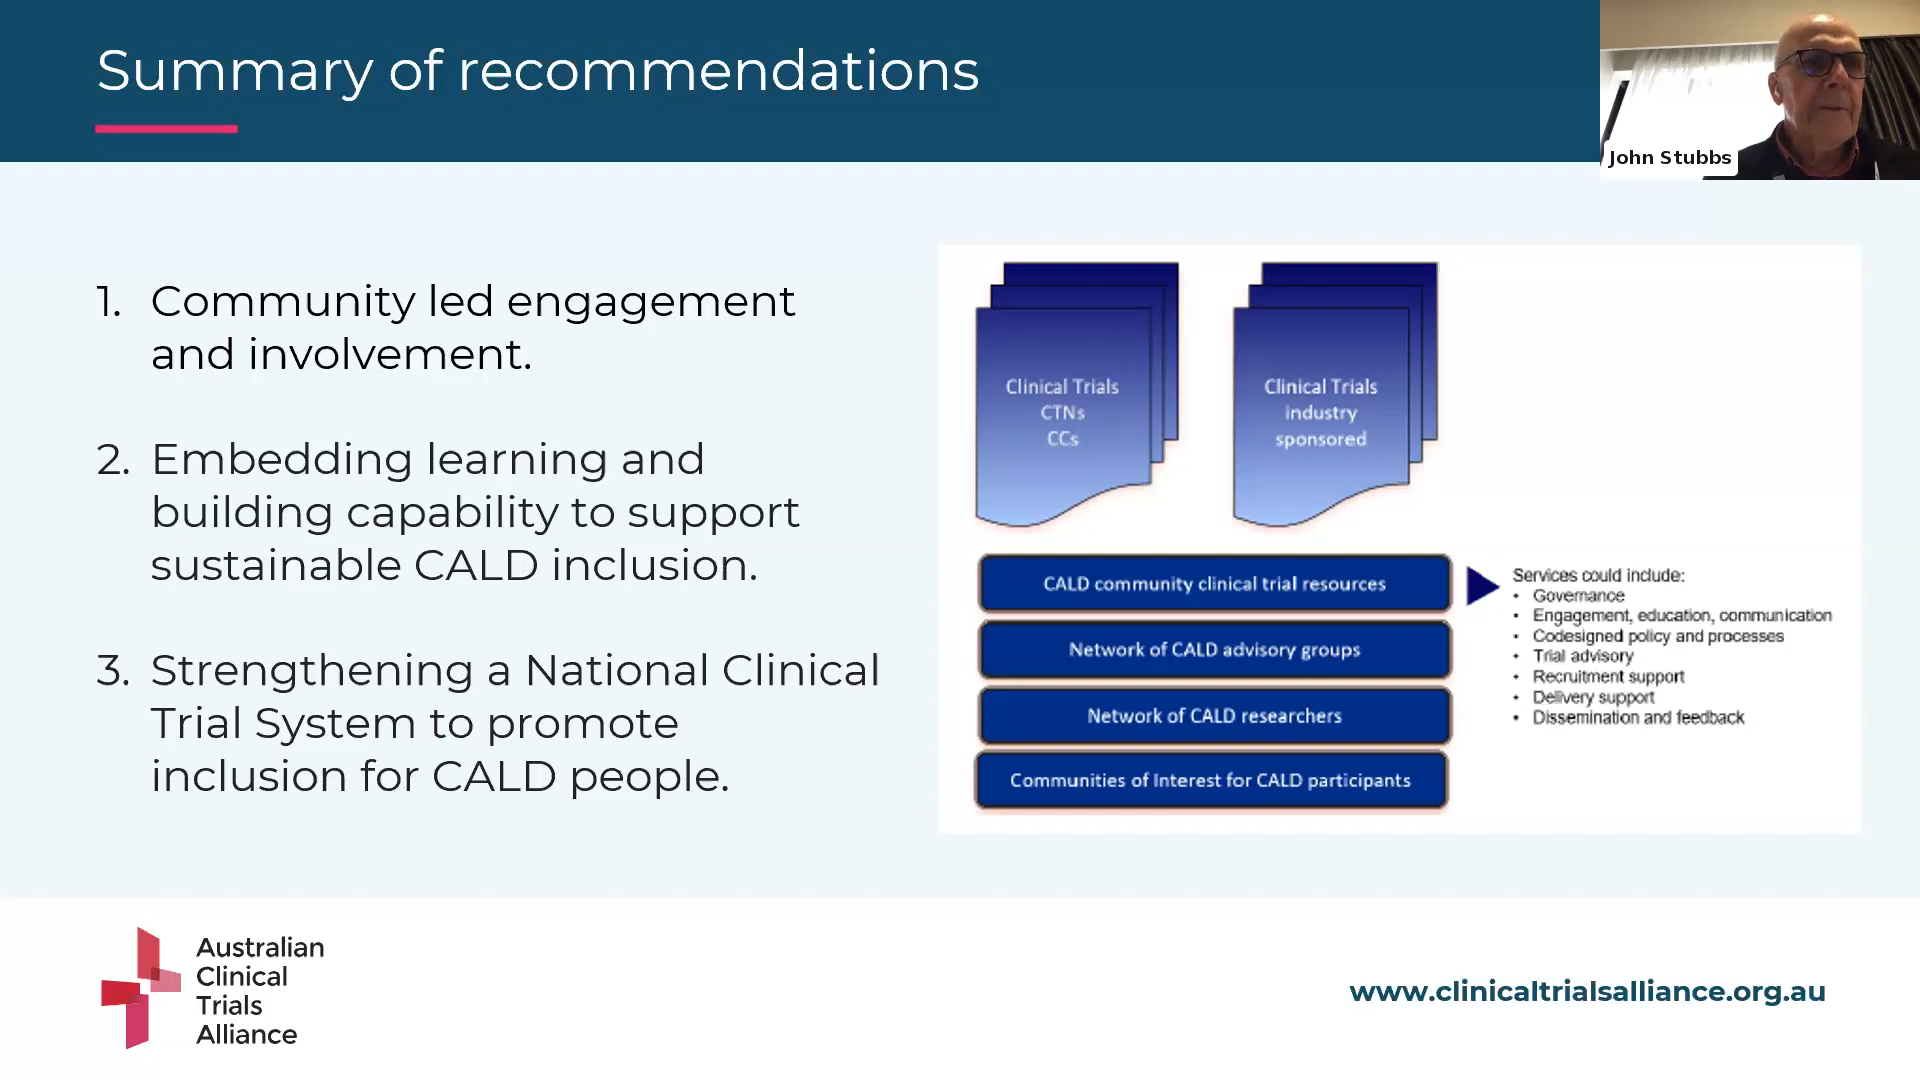 Summary of recommendations
John Stubbs
1. Community led engagement
and involvement.
2. Embedding learning and
building capability to support
sustainable CALD inclusion.
3. Strengthening a National Clinical
Trial System to promote
inclusion for CALD people.
Clinical Trials
CTNs
CCs
Clinical Trials
industry
sponsored
CALD community clinical trial resources
Network of CALD advisory groups
Network of CALD researchers
Communities of Interest for CALD participants
Services could include:
• Governance
• Engagement, education, communication
• Codesigned policy and processes
• Trial advisory
• Recruitment support
• Delivery support
• Dissemination and feedback
Australian
Clinical
Trials
Alliance
www.clinicaltrialsalliance.org.au